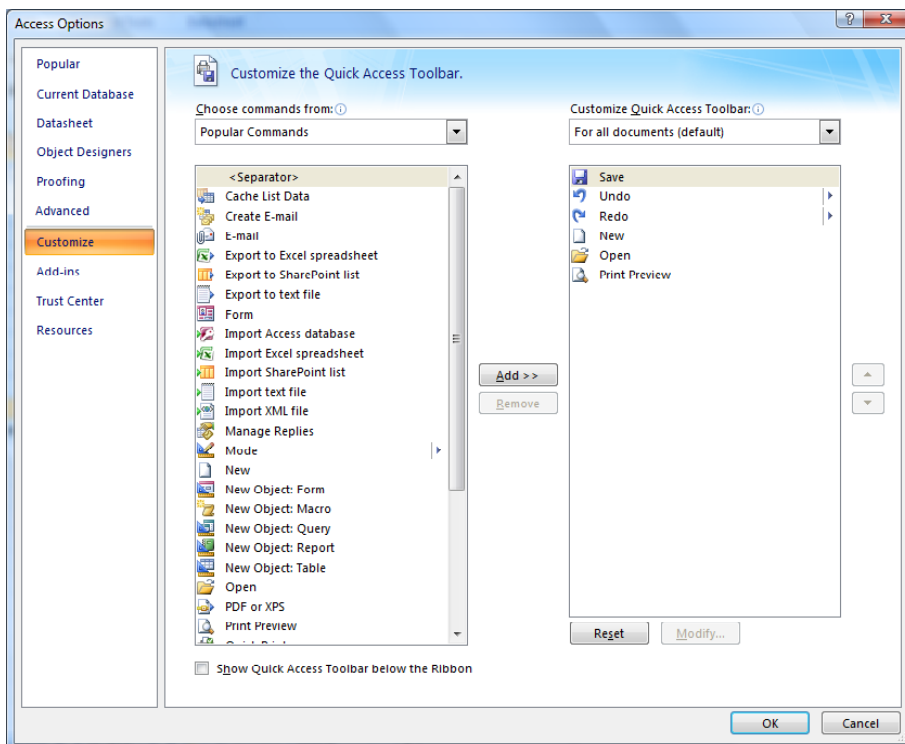 Access Options
Popular
Current Database
Datasheet
Object Designers
Proofing
Advanced
Customize
Add-ins
Trust Center
Resources
Customize the Quick Access Toolbar.
Choose commands from:
Popular Commands
<Separator>
Cache List Data
Create E-mail
E-mail
Export to Excel spreadsheet
Export to SharePoint list
Export to text file
Form
Import Access database
Import Excel spreadsheet
Import SharePoint list
Import text file
Import XML file
Manage Replies
Mode
New
New Object: Form
New Object: Macro
New Object: Query
New Object: Report
New Object: Table
Open
PDF or XPS
Print Preview
Show Quick Access Toolbar below the Ribbon
Add >>
Remove
Customize Quick Access Toolbar:
For all documents (default)
Save
Undo
Redo
New
Open
Print Preview
Reset
Modify...
OK
Cancel